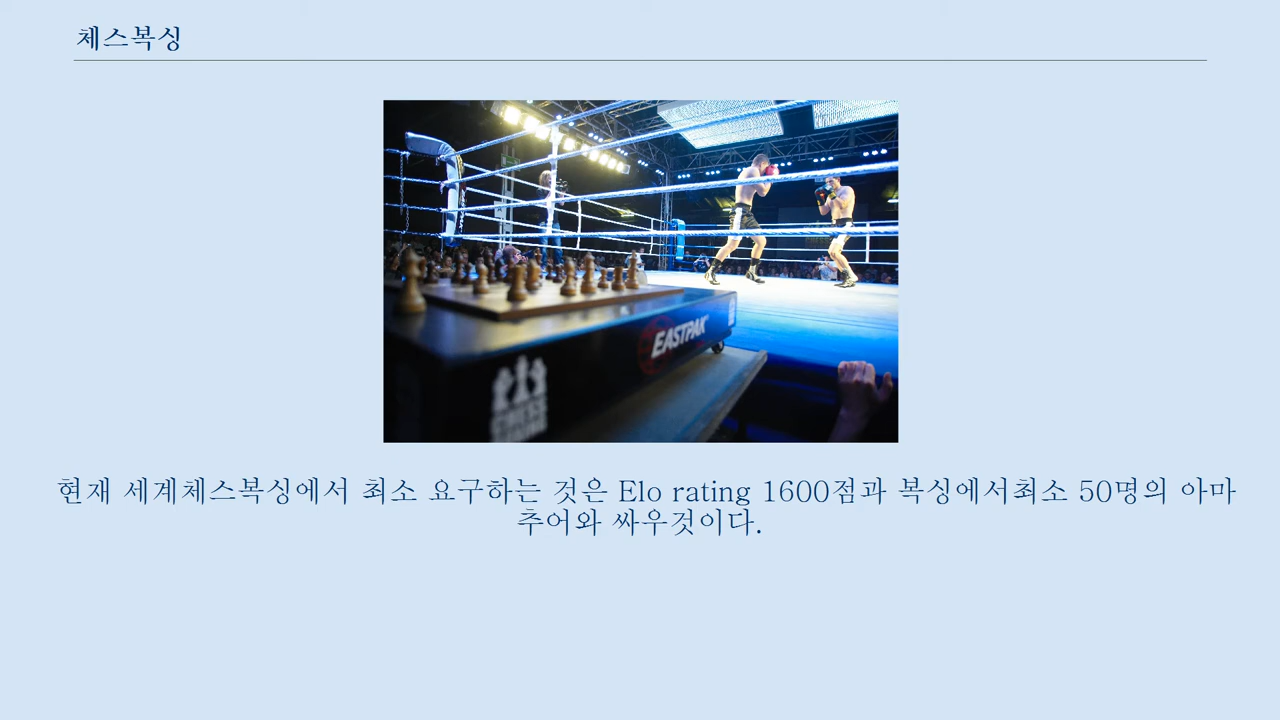 체스복싱
EASTPAK
CHESS
현재 세계체스복싱에서 최소 요구하는 것은 Elo rating 1600점과 복싱에서최소 50명의 아마
추어와 싸우것이다.